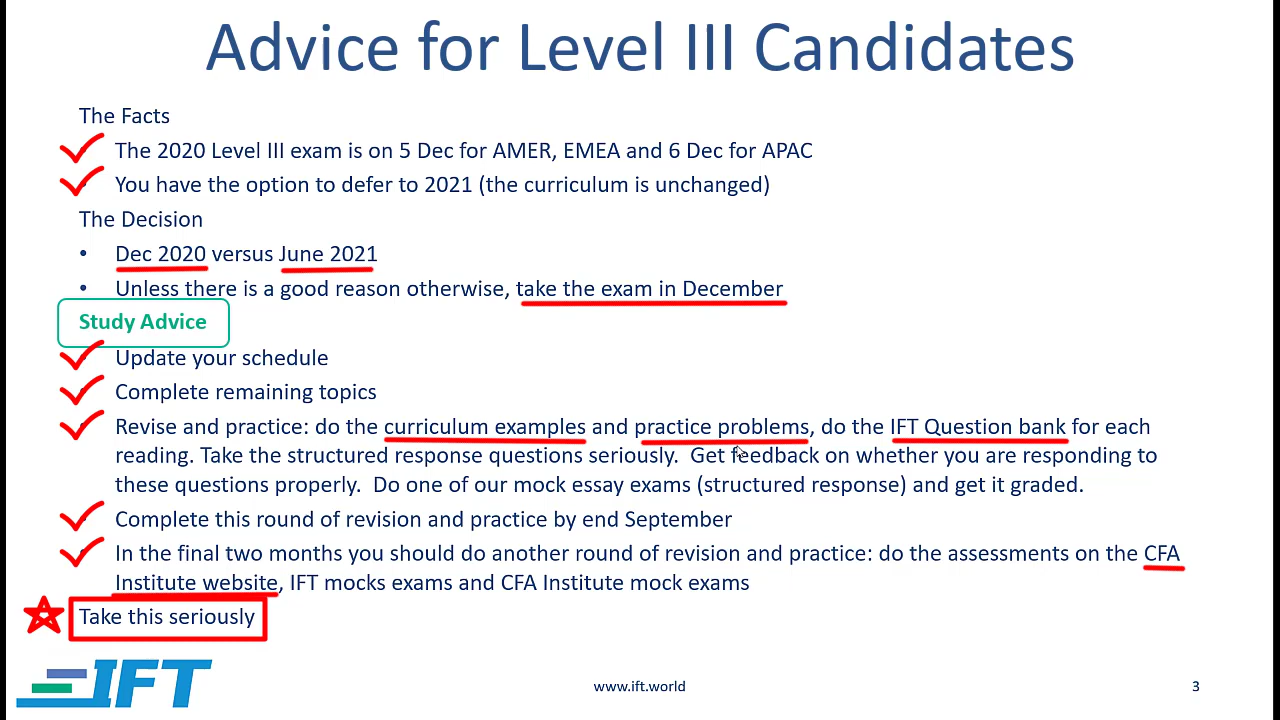 Advice for Level III Candidates
The Facts
The 2020 Level III exam is on 5 Dec for AMER, EMEA and 6 Dec for APAC
You have the option to defer to 2021 (the curriculum is unchanged)
The Decision
• Dec 2020 versus June 2021
• Unless there is a good reason otherwise, take the exam in December
Study Advice
Update your schedule
Complete remaining topics
Revise and practice: do the curriculum examples and practice problems, do the IFT Question bank for each
reading. Take the structured response questions seriously. Get feedback on whether you are responding to
these questions properly. Do one of our mock essay exams (structured response) and get it graded.
Complete this round of revision and practice by end September
In the final two months you should do another round of revision and practice: do the assessments on the CFA
Institute website, IFT mocks exams and CFA Institute mock exams
Take this seriously
IFT
www.ift.world
3